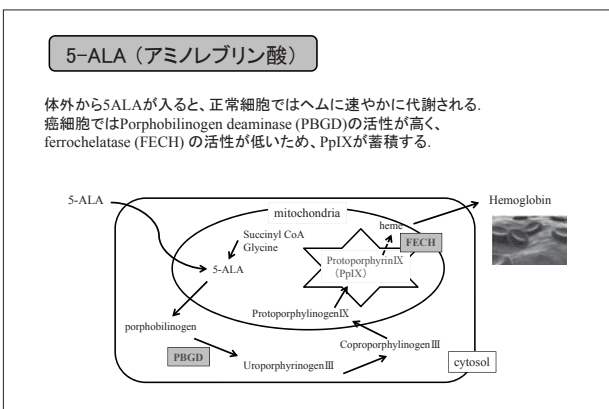 5-ALA（アミノレブリン酸）
体外から5ALAが入ると、正常細胞ではヘムに速やかに代謝される.
癌細胞ではPorphobilinogen deaminase (PBGD)の活性が高く、
ferrochelatase (FECH) の活性が低いため、PpIXが蓄積する.
5-ALA
Hemoglobin
mitochondria
heme
Succinyl CoA
Glycine
FECH
ProtoporphyrinIX
（PpIX）
5-ALA
ProtoporphylinogenIX
porphobilinogen
CoproporphylinogenⅢ
PBGD
UroporphyrinogenⅢ
cytosol